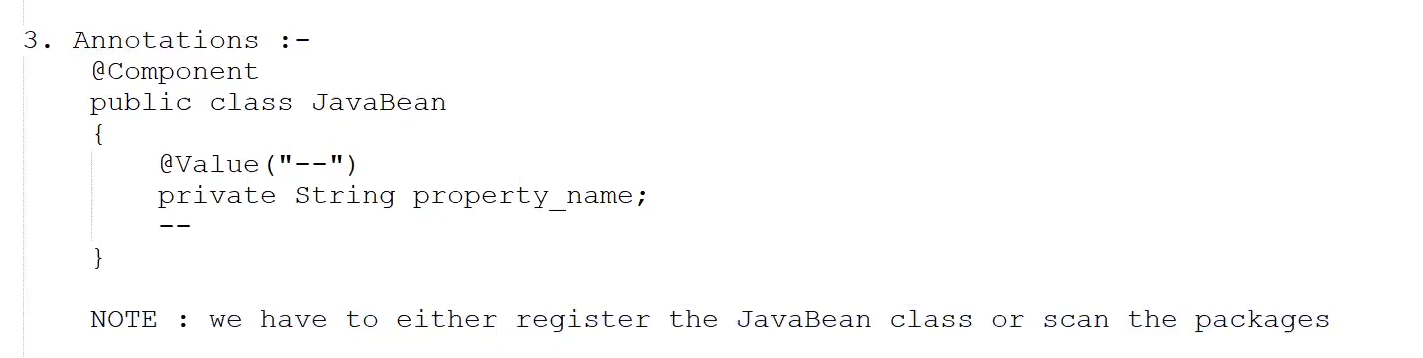 3. Annotations :-
@Component
public class JavaBean
{
@Value("--")
private String property_name;
--
}
NOTE : we have to either register the JavaBean class or scan the packages